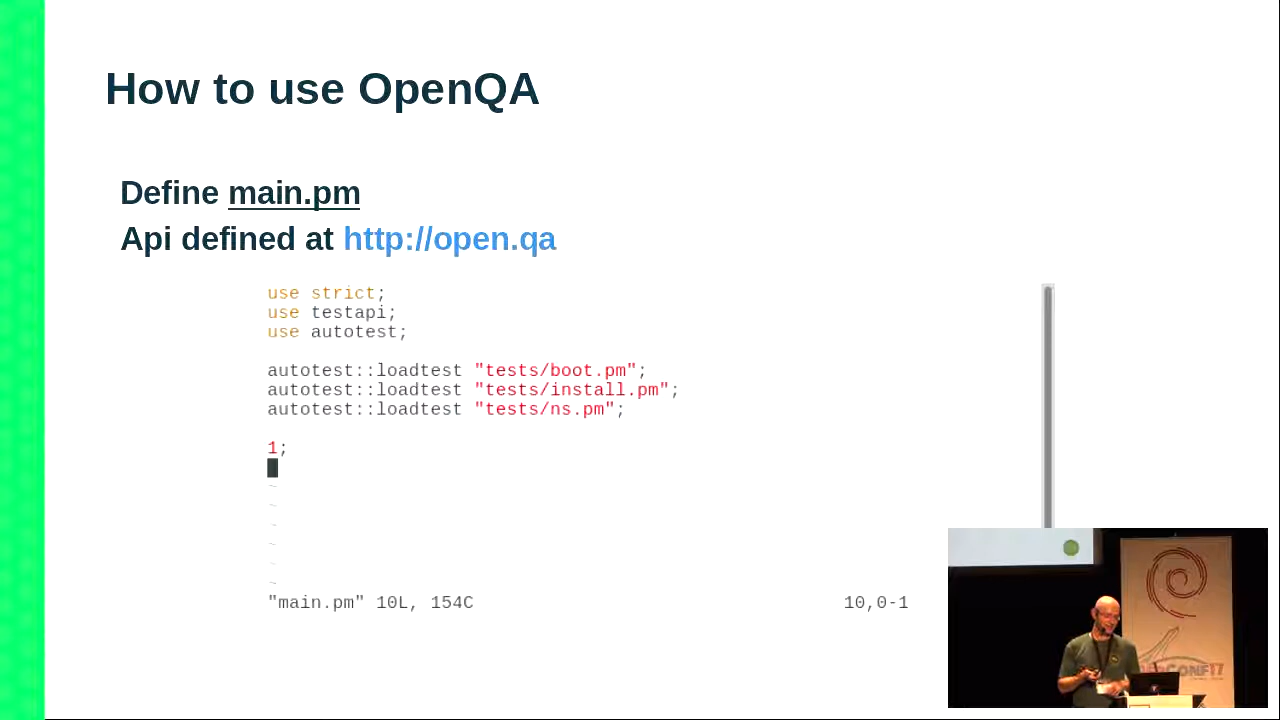 How to use OpenQA
Define main.pm
Api defined at http://open.qa
use strict;
use testapi;
use autotest;
autotest::loadtest "tests/boot.pm";
autotest::loadtest "tests/install.pm";
autotest::loadtest "tests/ns.pm";
1;
~
~
~
~
~
~
"main.pm" 10L, 154C 10,0-1